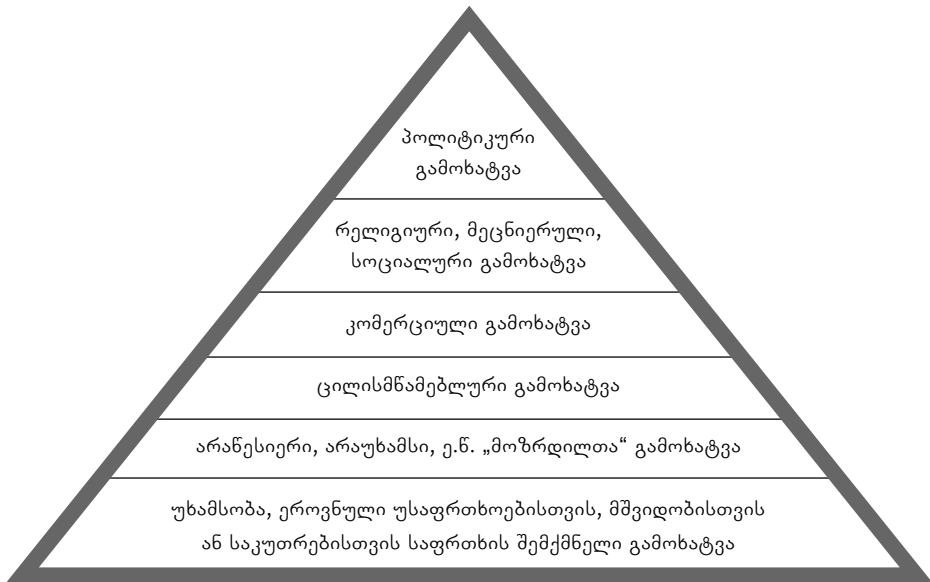 პოლიტიკური
გამოხატვა
რელიგიური, მეცნიერული,
სოციალური გამოხატვა
კომერციული გამოხატვა
ცილისმწამებლური გამოხატვა
არაწესიერი, არაუხამსი, ე.წ. „მოზრდილთა“ გამოხატვა
უხამსობა, ეროვნული უსაფრთხოებისთვის, მშვიდობისთვის
ან საკუთრებისთვის საფრთხის შემქმნელი გამოხატვა